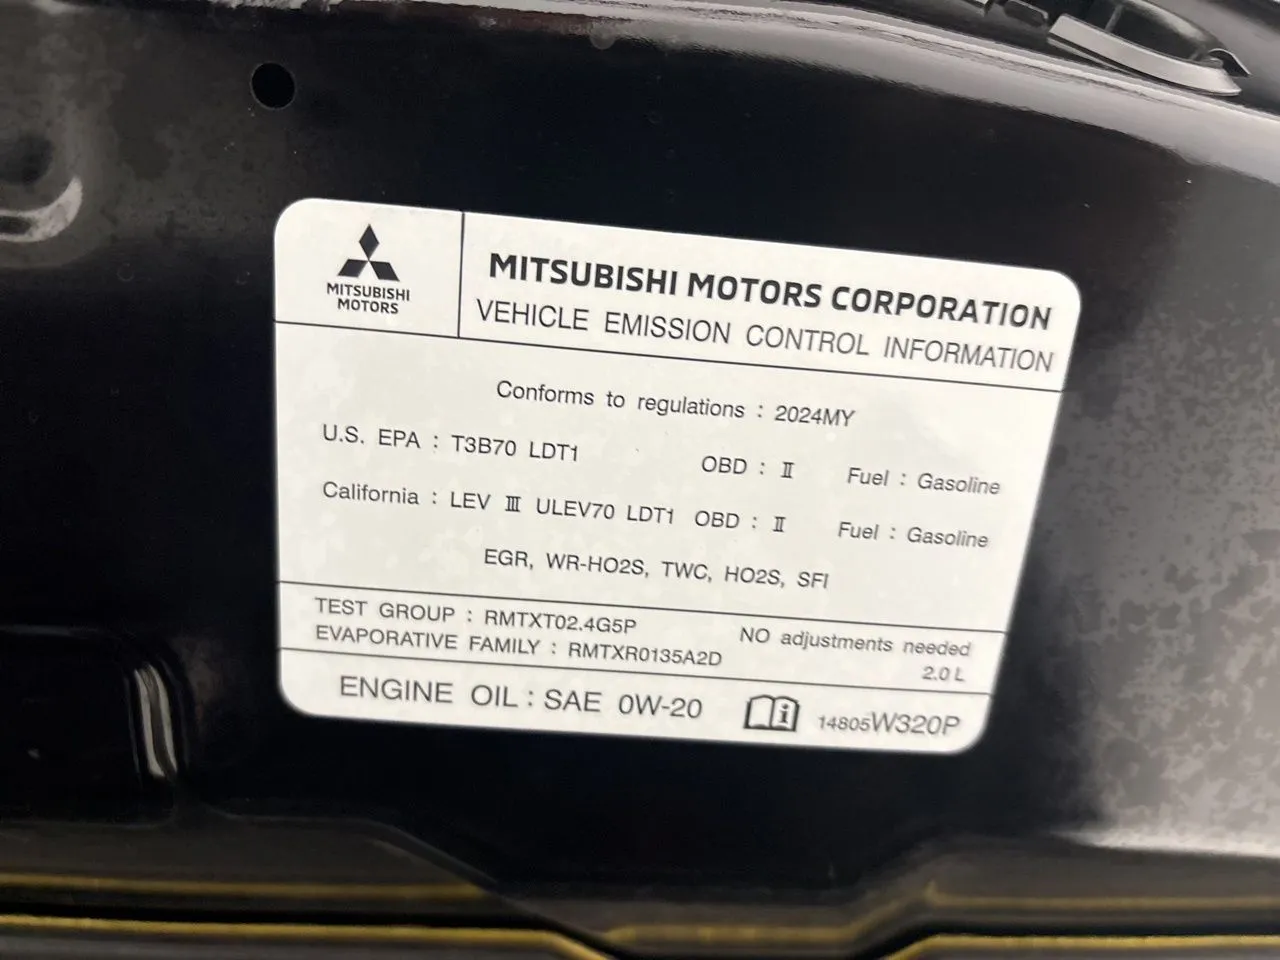 MITSUBISHI
MOTORS
MITSUBISHI MOTORS CORPORATION
VEHICLE EMISSION CONTROL INFORMATION
Conforms to regulations : 2024MY
U.S. EPA : T3B70 LDT1 OBD : Ⅱ Fuel : Gasoline
California : LEV Ⅲ ULEV70 LDT1 OBD : Ⅱ Fuel : Gasoline
EGR, WR-HO2S, TWC, HO2S, SFI
TEST GROUP : RMTXT02.4G5P
EVAPORATIVE FAMILY : RMTXR0135A2D
NO adjustments needed
2.0 L
ENGINE OIL : SAE 0W-20
14805W320P